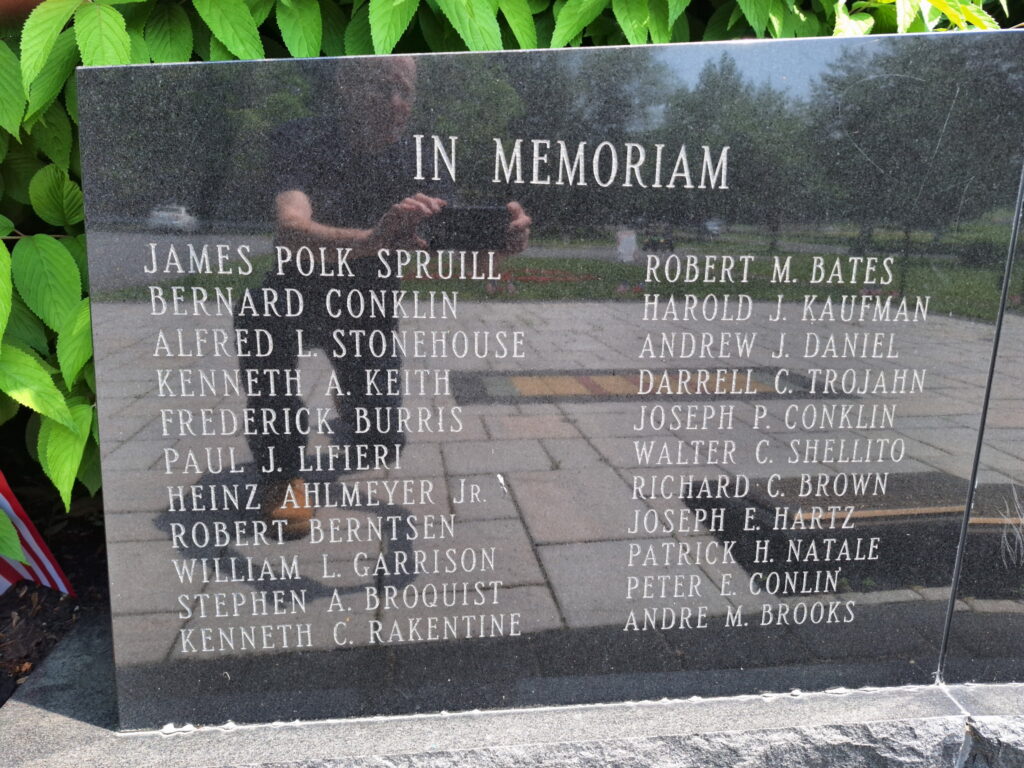 IN MEMORIAM
JAMES POLK SPRUILL
BERNARD CONKLIN
ALFRED L. STONEHOUSE
KENNETH A. KEITH
FREDERICK BURRIS
PAUL J. LIFIERI
HEINZ AHLMEYER JR.
ROBERT BERNTSEN
WILLIAM L. GARRISON
STEPHEN A. BROQUIST
KENNETH C. RAKENTINE
ROBERT M. BATES
HAROLD J. KAUFMAN
ANDREW J. DANIEL
DARRELL C. TROJAHN
JOSEPH P. CONKLIN
WALTER C. SHELLITO
RICHARD C. BROWN
JOSEPH E. HARTZ
PATRICK H. NATALE
PETER E. CONLIN
ANDRE M. BROOKS